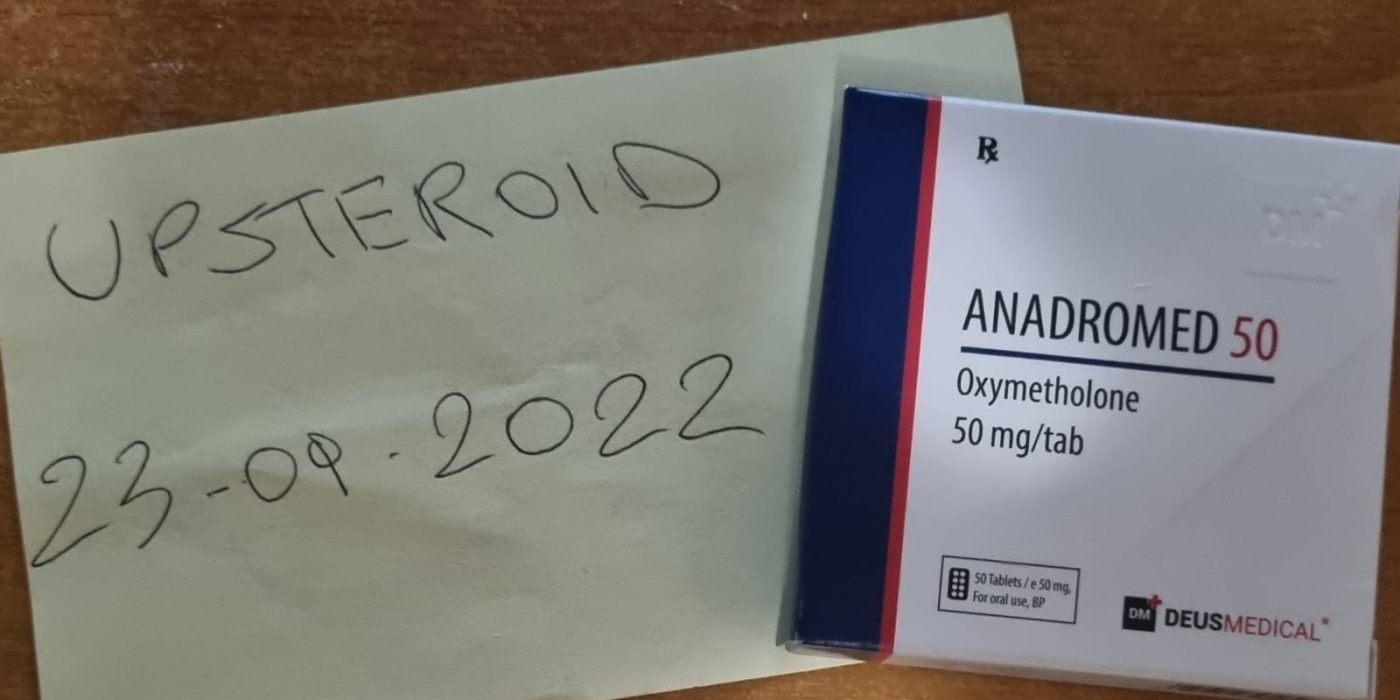 UPSTEROID
23-09-2022
℞
DM
ANADROMED 50
Oxymetholone
50 mg/tab
50 Tablets / e 50 mg,
For oral use, BP
DM DEUSMEDICAL®